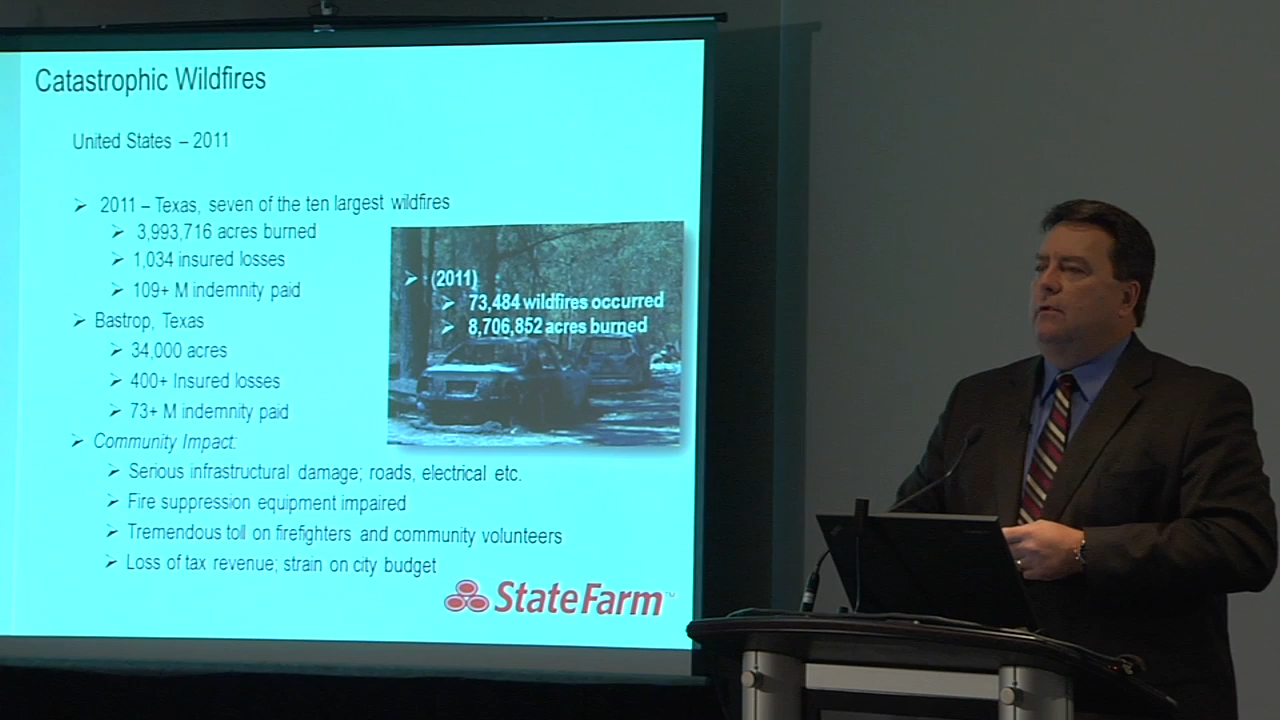 Catastrophic Wildfires
United States – 2011
➢ 2011 – Texas, seven of the ten largest wildfires
➢ 3,993,716 acres burned
➢ 1,034 insured losses
➢ 109+ M indemnity paid
➢ Bastrop, Texas
➢ 34,000 acres
➢ 400+ Insured losses
➢ 73+ M indemnity paid
➢ Community Impact:
➢ Serious infrastructural damage; roads, electrical etc.
➢ Fire suppression equipment impaired
➢ Tremendous toll on firefighters and community volunteers
➢ Loss of tax revenue; strain on city budget
➢ (2011)
➢ 73,484 wildfires occurred
➢ 8,706,852 acres burned
State Farm™